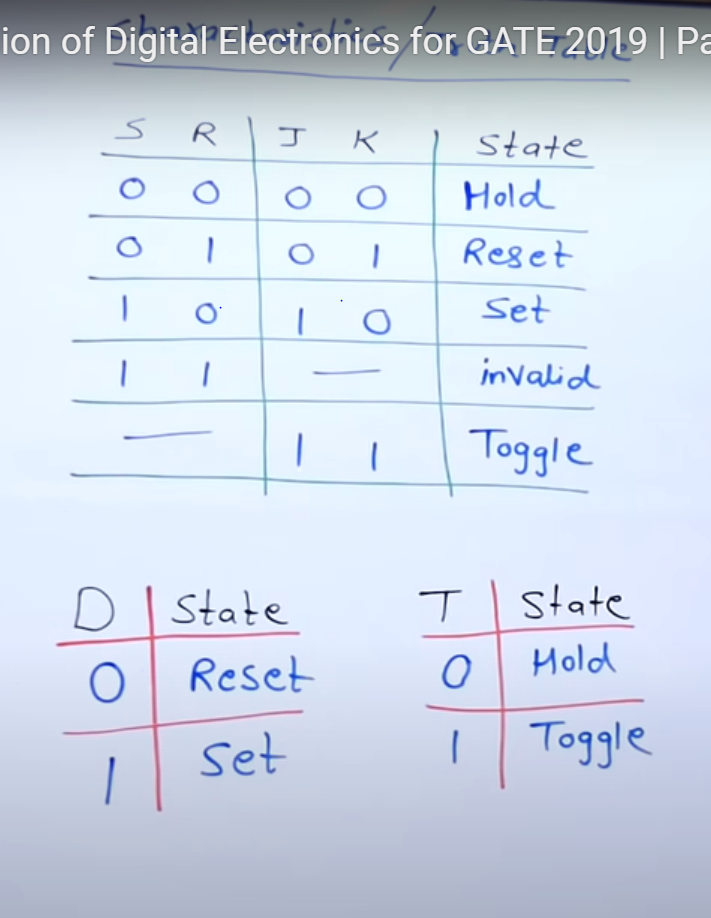 ion of Digital Electronics for GATE 2019 | Pa
Characteristics / Truth Table
S R J K State
0 0 0 0 Hold
0 1 0 1 Reset
1 0 1 0 Set
1 1 — invalid
— 1 1 Toggle
D State
0 Reset
1 Set
T State
0 Hold
1 Toggle